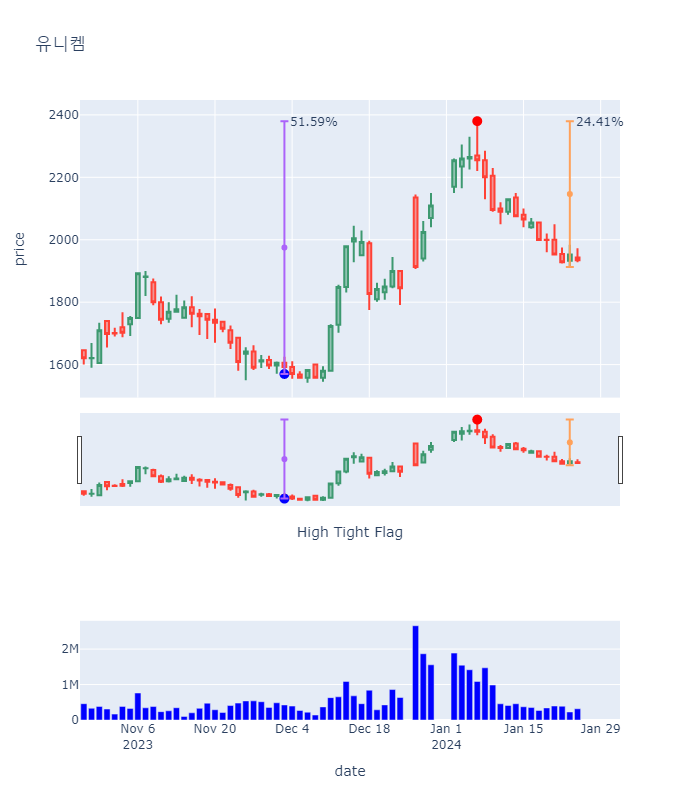 유니켐
2400
51.59%
24.41%
2200
2000
price
1800
1600
High Tight Flag
2M
1M
0
Nov 6 Nov 20 Dec 4 Dec 18 Jan 1 Jan 15 Jan 29
2023 2024
date